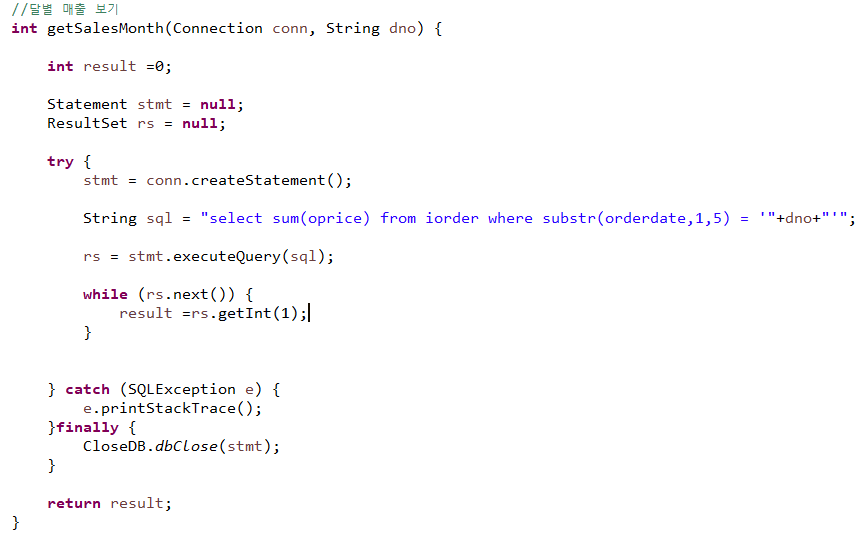 //달별 매출 보기
int getSalesMonth(Connection conn, String dno) {
int result =0;
Statement stmt = null;
ResultSet rs = null;
try {
stmt = conn.createStatement();
String sql = "select sum(oprice) from iorder where substr(orderdate,1,5) = '"+dno+"'";
rs = stmt.executeQuery(sql);
while (rs.next()) {
result =rs.getInt(1);
}
} catch (SQLException e) {
e.printStackTrace();
}finally {
CloseDB.dbClose(stmt);
}
return result;
}